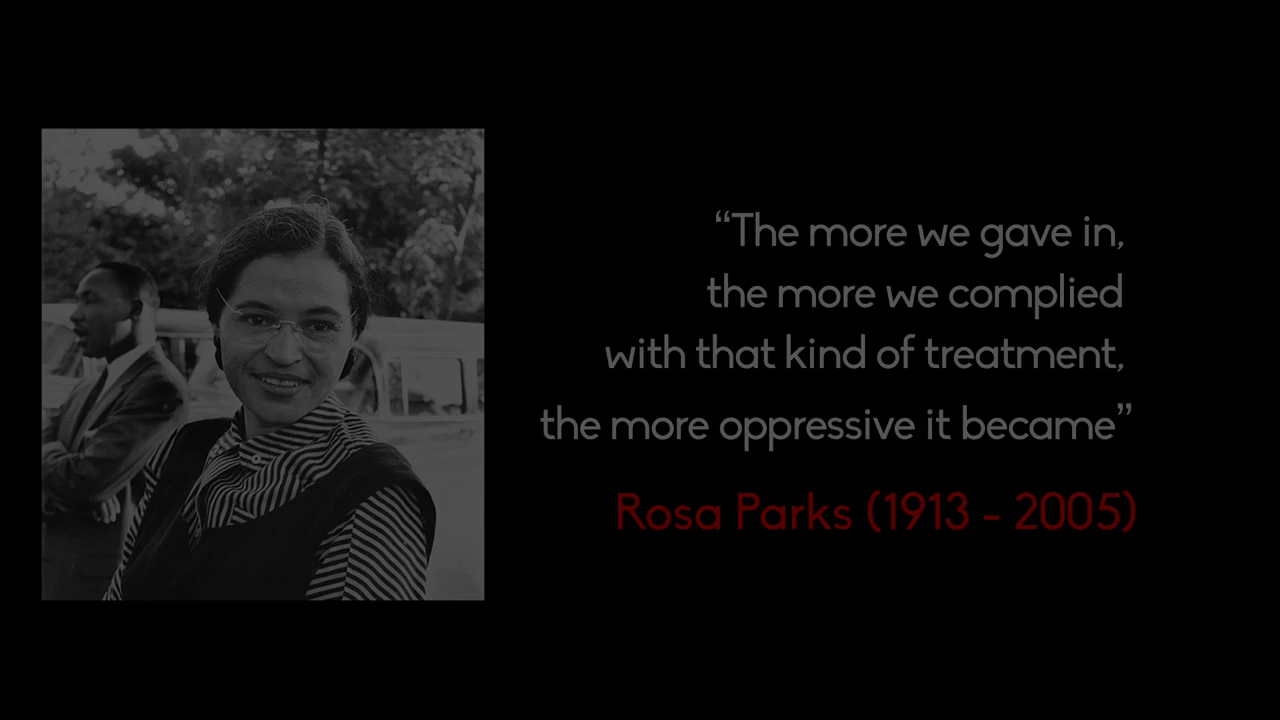 “The more we gave in,
the more we complied
with that kind of treatment,
the more oppressive it became”
Rosa Parks (1913 - 2005)